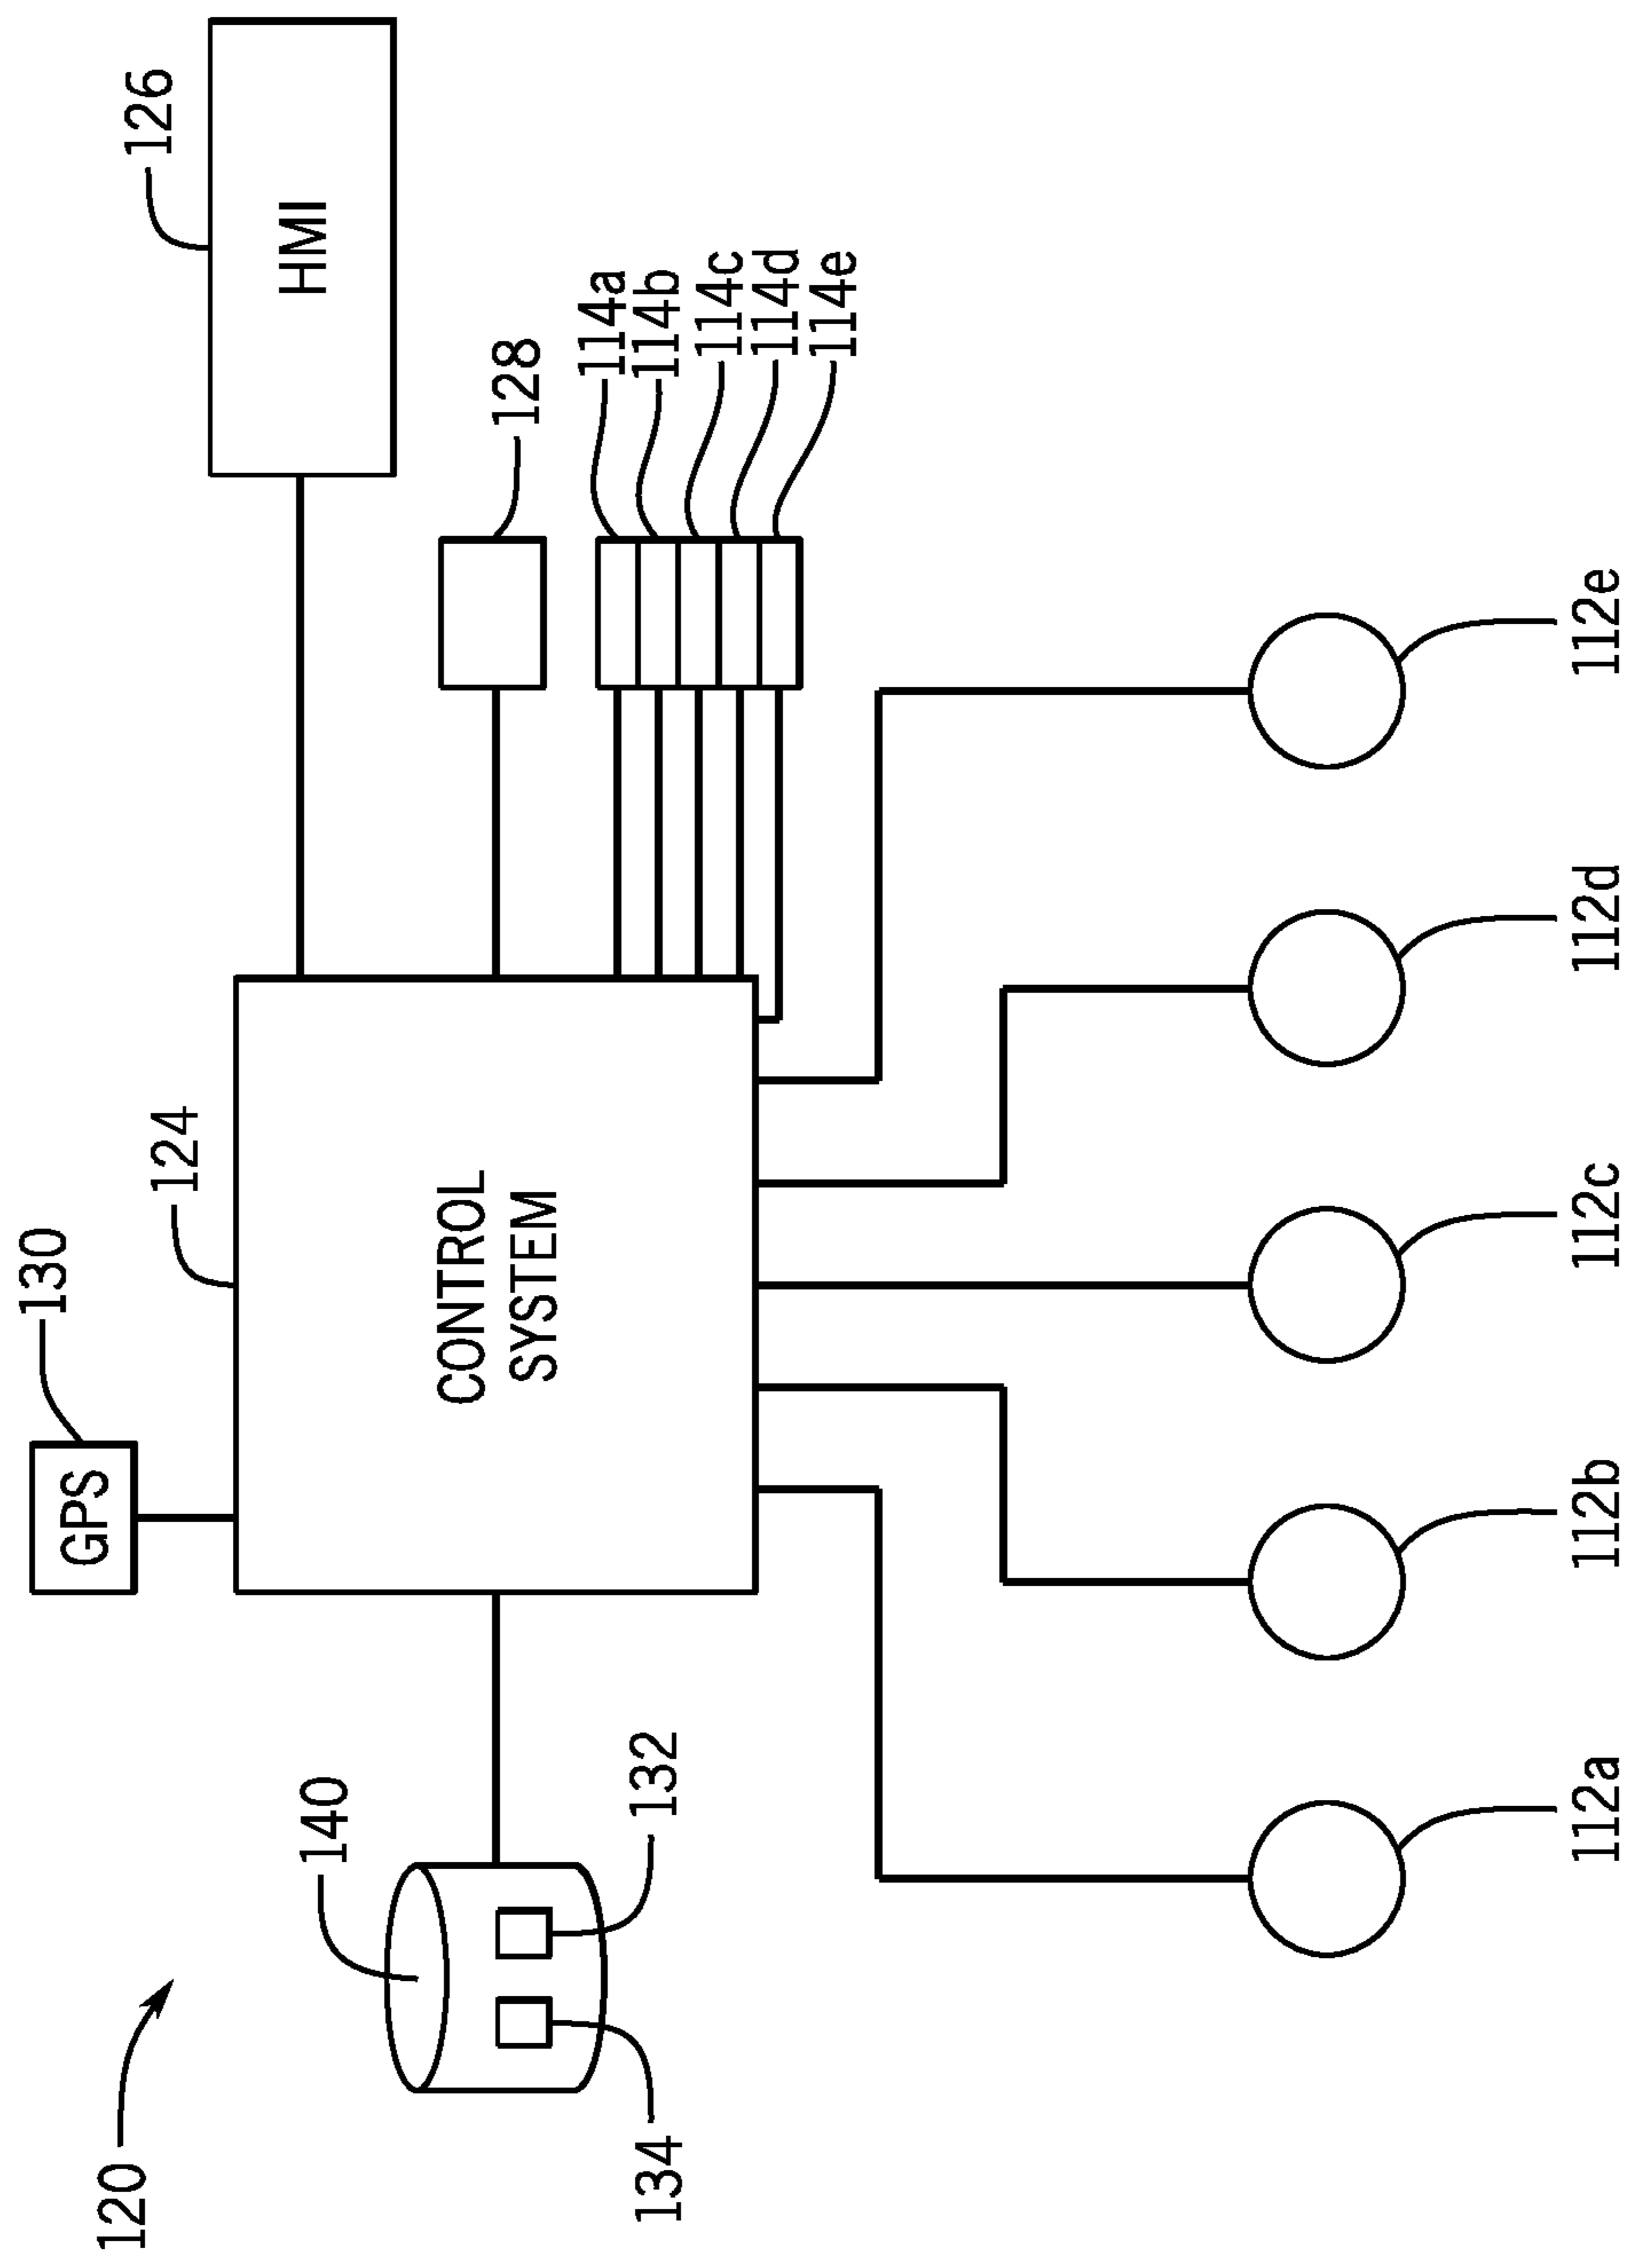 120
130
GPS
124
126
HMI
140
CONTROL
SYSTEM
128
132
134
114a
114b
114c
114d
114e
112a
112b
112c
112d
112e